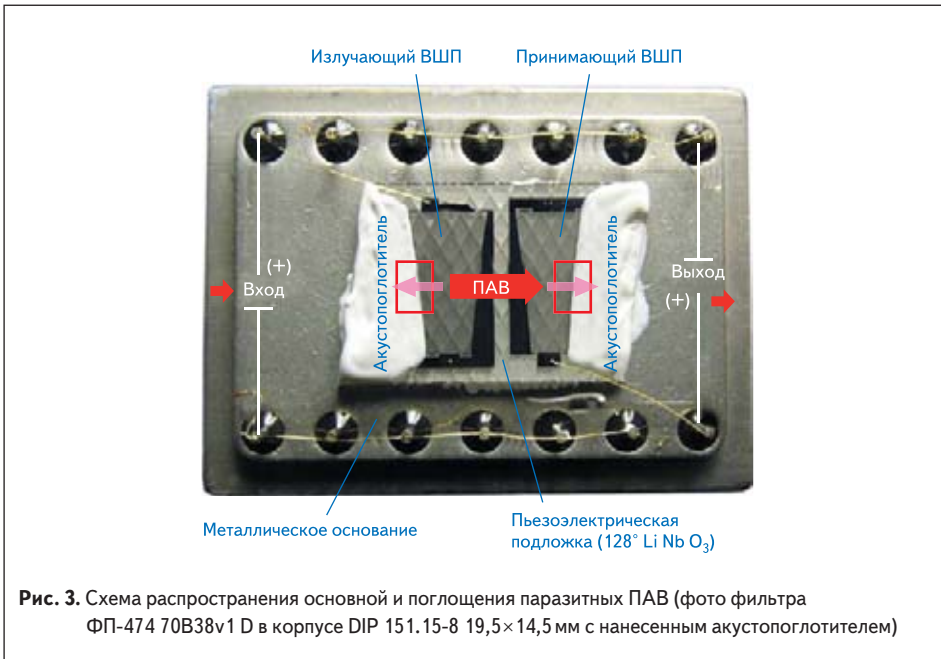 Излучающий ВШП
Принимающий ВШП
Акустопоглотитель
Акустопоглотитель
(+)
Вход
ПАВ
Выход
(+)
Металлическое основание
Пьезоэлектрическая
подложка (128° Li Nb O₃)
Рис. 3. Схема распространения основной и поглощения паразитных ПАВ (фото фильтра
ФП-474 70В38v1 D в корпусе DIP 151.15-8 19,5×14,5 мм с нанесенным акустопоглотителем)